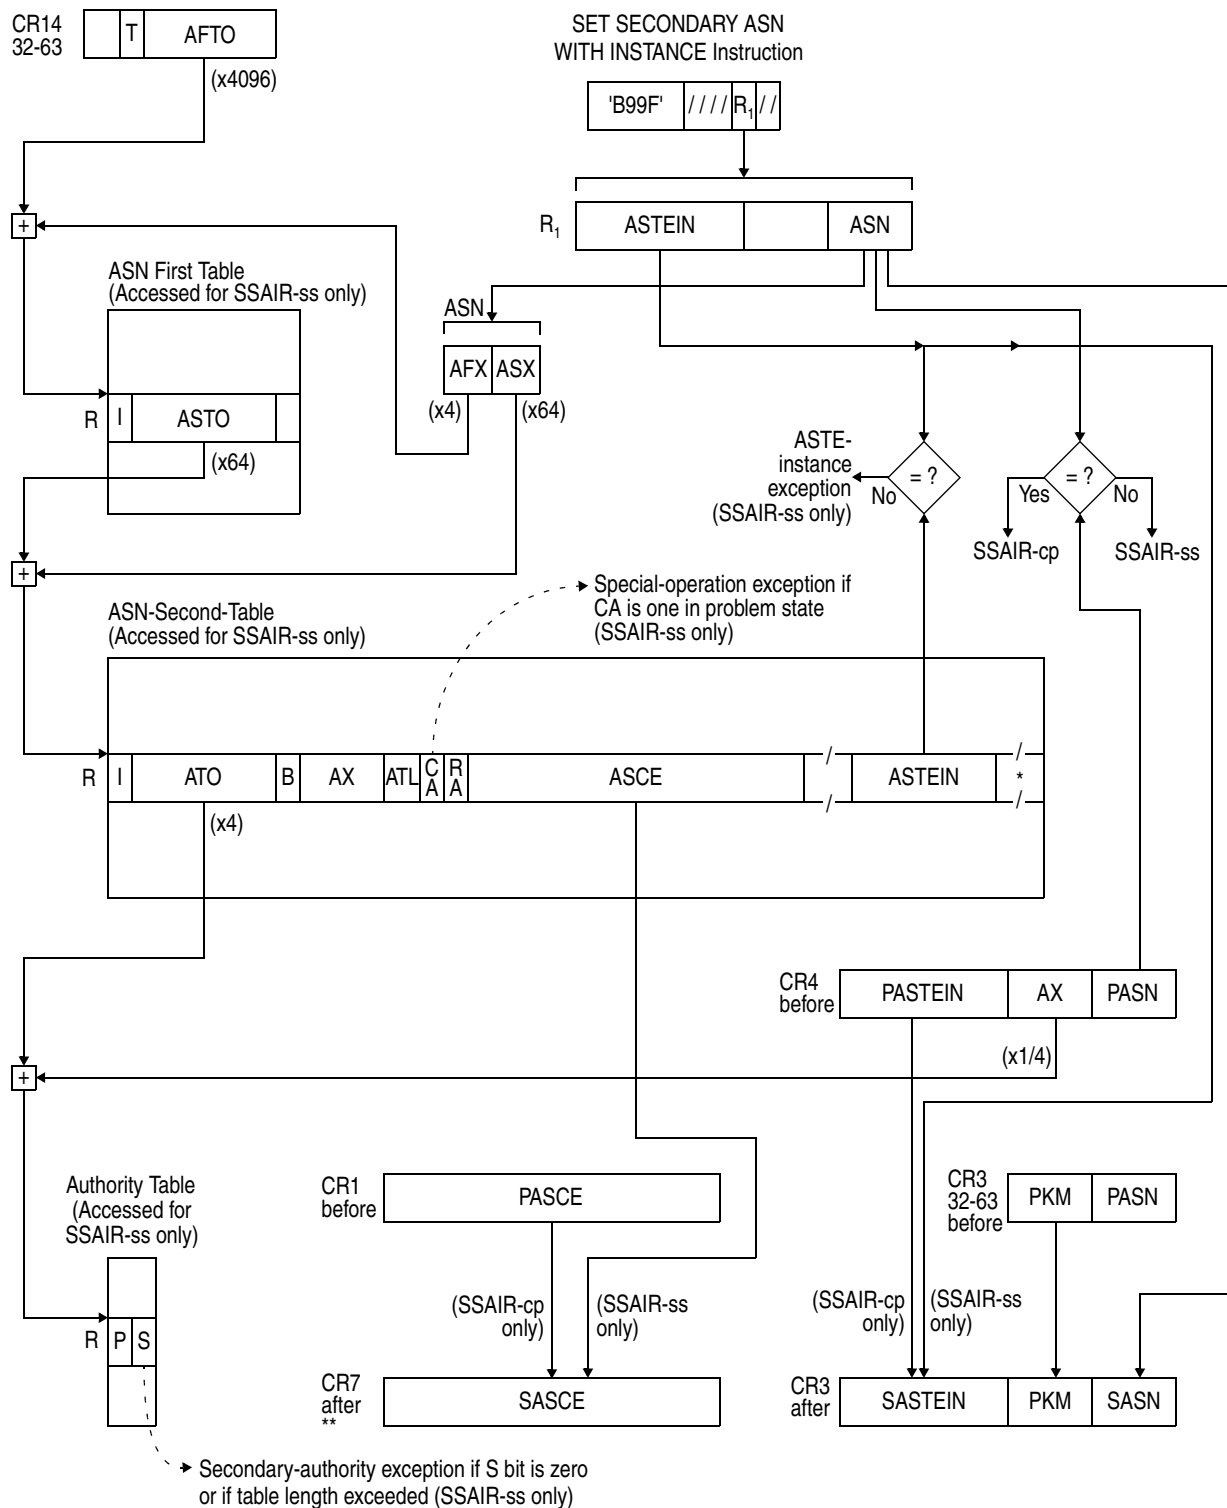 CR14
32-63
T
AFTO
(x4096)
SET SECONDARY ASN
WITH INSTANCE Instruction
'B99F'
////
R1
//
+
R1
ASTEIN
ASN
ASN First Table
(Accessed for SSAIR-ss only)
ASN
AFX
ASX
(x4)
(x64)
R
I
ASTO
(x64)
ASTE-
instance
exception
(SSAIR-ss only)
No
= ?
= ?
Yes
No
SSAIR-cp
SSAIR-ss
+
ASN-Second-Table
(Accessed for SSAIR-ss only)
Special-operation exception if
CA is one in problem state
(SSAIR-ss only)
R
I
ATO
B
AX
ATL
C
A
R
A
ASCE
/
/
ASTEIN
/
*
/
(x4)
CR4
before
PASTEIN
AX
PASN
(x1/4)
+
Authority Table
(Accessed for
SSAIR-ss only)
CR1
before
PASCE
CR3
32-63
before
PKM
PASN
(SSAIR-cp
only)
(SSAIR-ss
only)
(SSAIR-cp
only)
(SSAIR-ss
only)
R
P
S
CR7
after
**
SASCE
CR3
after
SASTEIN
PKM
SASN
Secondary-authority exception if S bit is zero
or if table length exceeded (SSAIR-ss only)